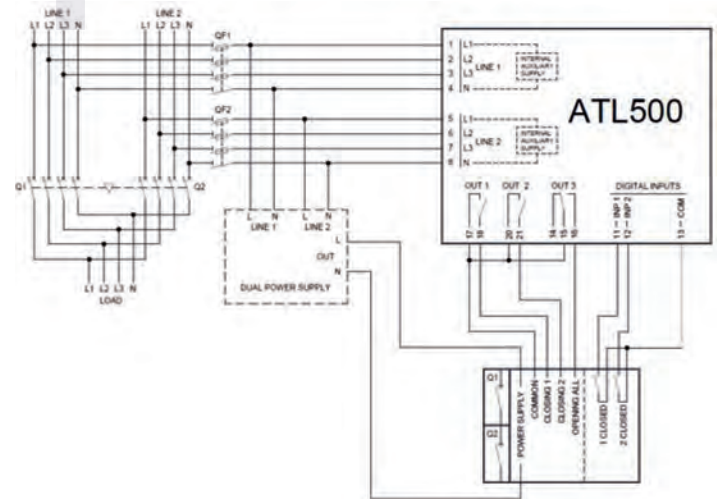 LINE 1 LINE 2
L1 L2 L3 N L1 L2 L3 N
QF1
1 L1
2 L2
3 L3
4 N
LINE 1
INTERNAL
AUXILIARY
SUPPLY
ATL500
QF2
5 L1
6 L2
7 L3
8 N
LINE 2
INTERNAL
AUXILIARY
SUPPLY
Q1 Q2
OUT 1 OUT 2 OUT 3 DIGITAL INPUTS
INP 1 INP 2 COM
17 18 20 21 14 15 16 11 12 13
L N L N
LINE 1 LINE 2
L
OUT
N
DUAL POWER SUPPLY
L1 L2 L3 N
LOAD
Q1
Q2
POWER SUPPLY
COMMON
CLOSING 1
CLOSING 2
OPENING ALL
1 CLOSED
2 CLOSED